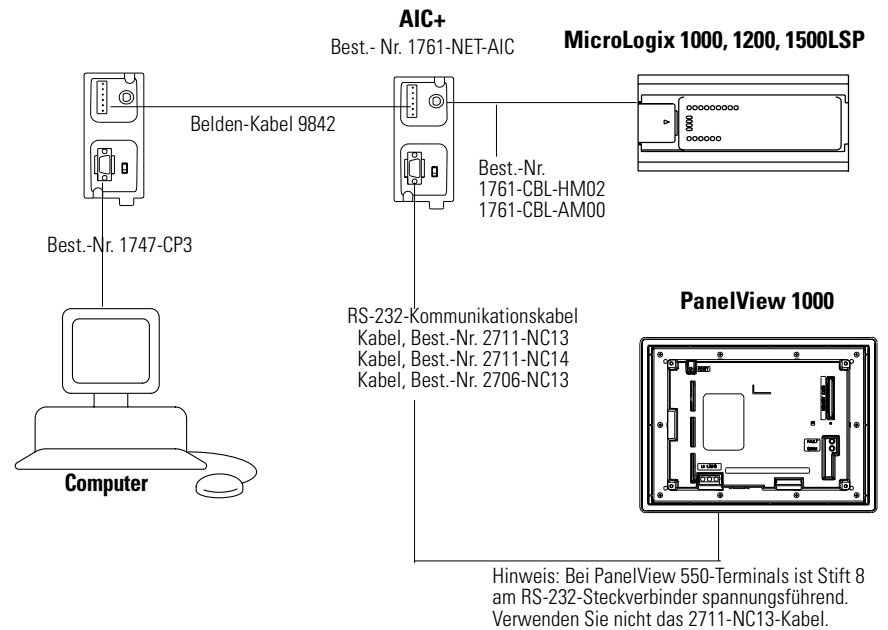 AIC+
Best.- Nr. 1761-NET-AIC
MicroLogix 1000, 1200, 1500LSP
Belden-Kabel 9842
Best.-Nr.
1761-CBL-HM02
1761-CBL-AM00
Best.-Nr. 1747-CP3
RS-232-Kommunikationskabel
Kabel, Best.-Nr. 2711-NC13
Kabel, Best.-Nr. 2711-NC14
Kabel, Best.-Nr. 2706-NC13
PanelView 1000
Computer
Hinweis: Bei PanelView 550-Terminals ist Stift 8
am RS-232-Steckverbinder spannungsführend.
Verwenden Sie nicht das 2711-NC13-Kabel.